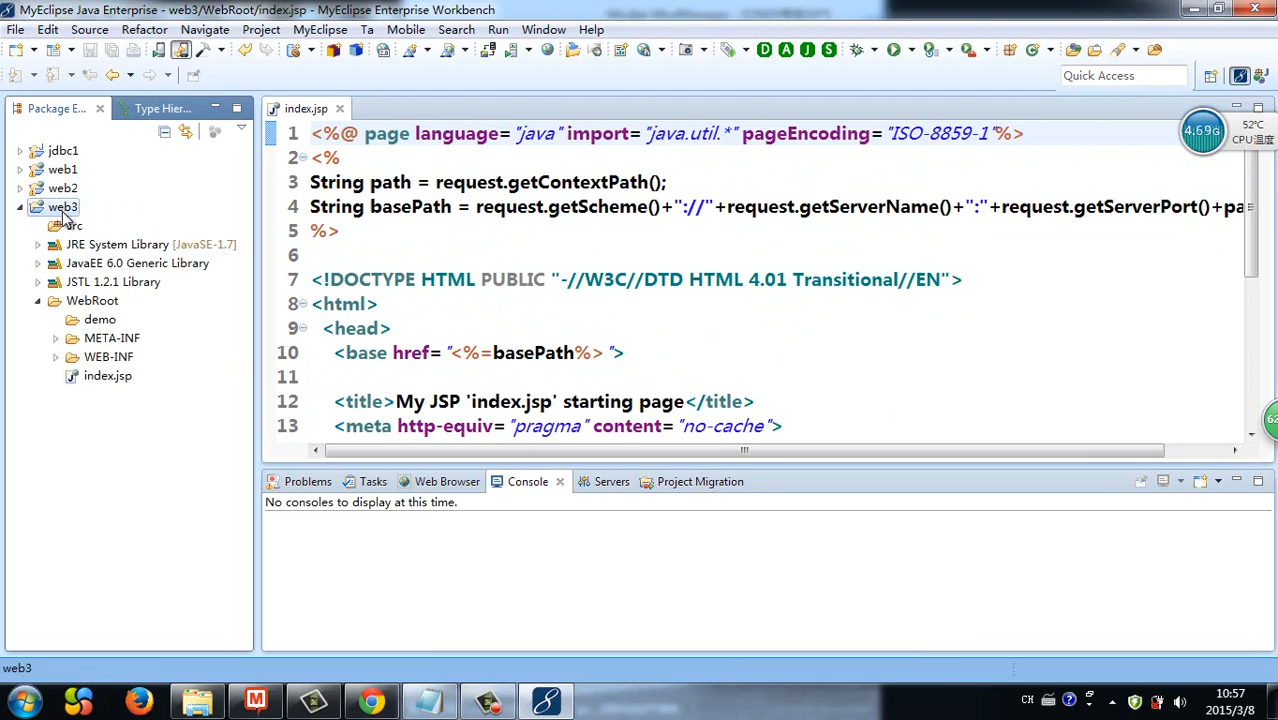 MyEclipse Java Enterprise - web3/WebRoot/index.jsp - MyEclipse Enterprise Workbench
File Edit Source Refactor Navigate Project MyEclipse Ta Mobile Search Run Window Help
D A J S
Quick Access
Package E... Type Hier...
jdbc1
web1
web2
web3
src
JRE System Library [JavaSE-1.7]
JavaEE 6.0 Generic Library
JSTL 1.2.1 Library
WebRoot
demo
META-INF
WEB-INF
index.jsp
index.jsp
1 <%@ page language="java" import="java.util.*" pageEncoding="ISO-8859-1"%>
2 <%
3 String path = request.getContextPath();
4 String basePath = request.getScheme()+"://"+request.getServerName()+":"+request.getServerPort()+pa
5 %>
6
7 <!DOCTYPE HTML PUBLIC "-//W3C//DTD HTML 4.01 Transitional//EN">
8 <html>
9 <head>
10 <base href="<%=basePath%>">
11
12 <title>My JSP 'index.jsp' starting page</title>
13 <meta http-equiv="pragma" content="no-cache">
4.69G
52℃
CPU温度
62
Problems Tasks Web Browser Console Servers Project Migration
No consoles to display at this time.
web3
CH
10:57
2015/3/8